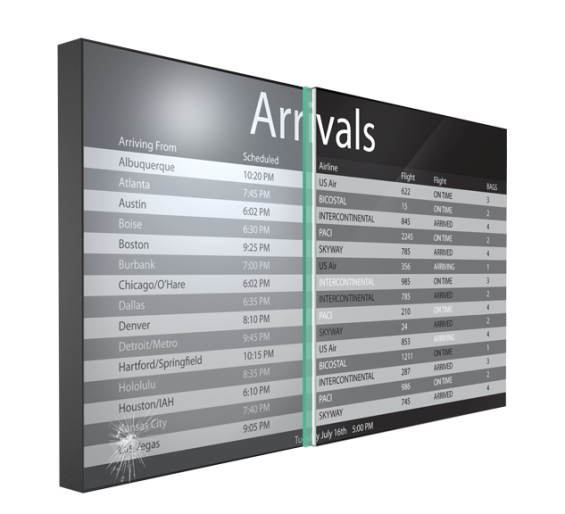 Arrivals
Arriving From Scheduled Airline Flight Flight BAGS
Albuquerque 10:20 PM US Air 622 ON TIME 3
Atlanta 7:45 PM BICOSTAL 15 ON TIME 2
Austin 6:02 PM INTERCONTINENTAL 845 ARRIVED 4
Boise 6:30 PM PACI 2245 ON TIME 2
Boston 9:25 PM SKYWAY 785 ARRIVED 4
Burbank 7:00 PM US Air 356 ARRIVING 1
Chicago/O'Hare 6:02 PM INTERCONTINENTAL 985 ON TIME 3
Dallas 6:35 PM INTERCONTINENTAL 785 ARRIVED 2
Denver 8:10 PM PACI 210 ON TIME 4
Detroit/Metro 9:45 PM SKYWAY 24 ARRIVED 2
Hartford/Springfield 10:15 PM US Air 853 ARRIVING 4
Hololulu 8:35 PM BICOSTAL 1211 ON TIME 1
Houston/IAH 6:10 PM INTERCONTINENTAL 287 ARRIVED 3
Kansas City 7:40 PM PACI 986 ON TIME 2
Las Vegas 9:05 PM SKYWAY 745 ARRIVED 4
July 16th 5:00 PM